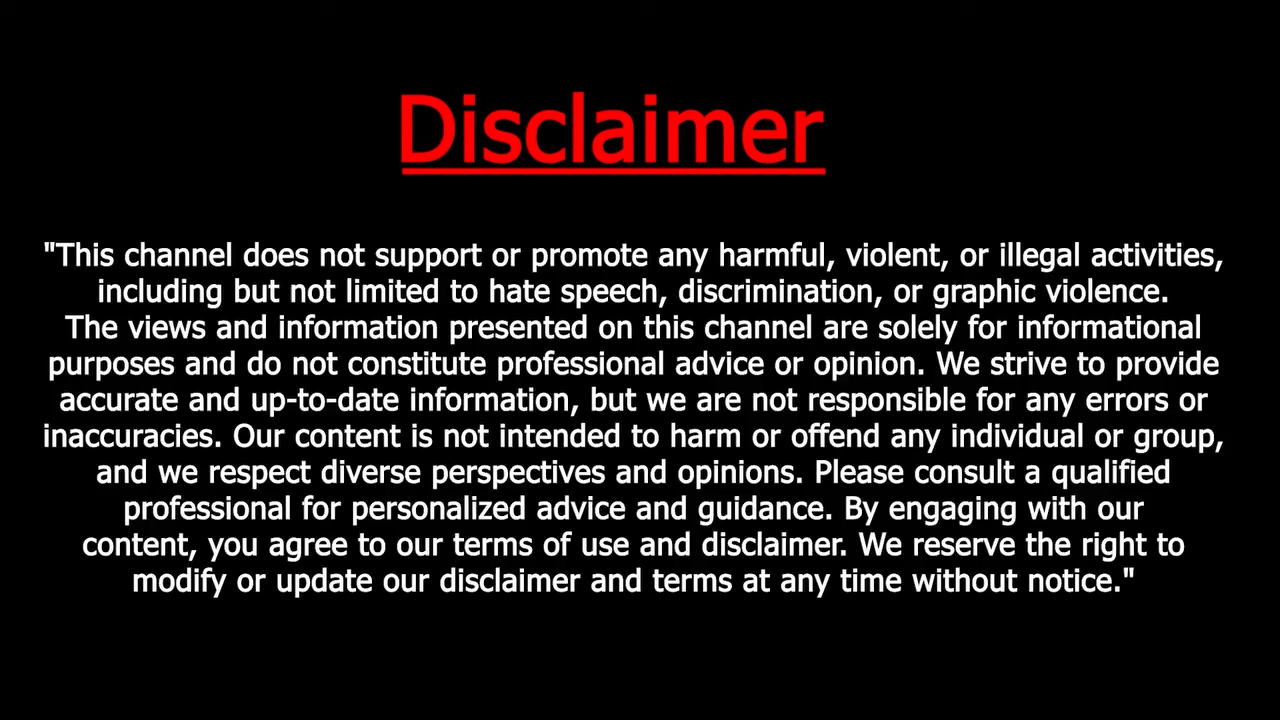 Disclaimer
"This channel does not support or promote any harmful, violent, or illegal activities,
including but not limited to hate speech, discrimination, or graphic violence.
The views and information presented on this channel are solely for informational
purposes and do not constitute professional advice or opinion. We strive to provide
accurate and up-to-date information, but we are not responsible for any errors or
inaccuracies. Our content is not intended to harm or offend any individual or group,
and we respect diverse perspectives and opinions. Please consult a qualified
professional for personalized advice and guidance. By engaging with our
content, you agree to our terms of use and disclaimer. We reserve the right to
modify or update our disclaimer and terms at any time without notice."